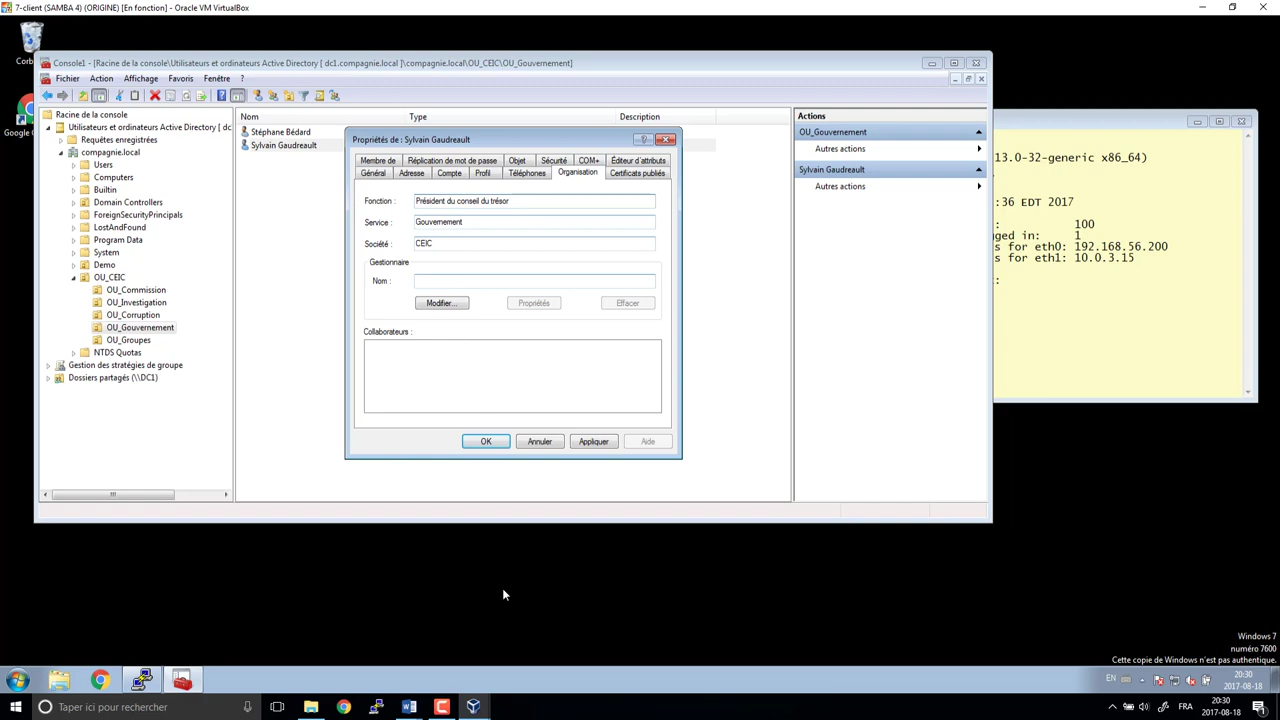 7-client (SAMBA 4) (ORIGINE) [En fonction] - Oracle VM VirtualBox
Console1 - [Racine de la console\Utilisateurs et ordinateurs Active Directory [ dc1.compagnie.local ]\compagnie.local\OU_CEIC\OU_Gouvernement]
Fichier Action Affichage Favoris Fenêtre ?
Racine de la console
Utilisateurs et ordinateurs Active Directory [ dc
Requêtes enregistrées
compagnie.local
Users
Computers
Builtin
Domain Controllers
ForeignSecurityPrincipals
LostAndFound
Program Data
System
Demo
OU_CEIC
OU_Commission
OU_Investigation
OU_Corruption
OU_Gouvernement
OU_Groupes
NTDS Quotas
Gestion des stratégies de groupe
Dossiers partagés (\\DC1)
Nom Type Description
Stéphane Bédard
Sylvain Gaudreault
Propriétés de : Sylvain Gaudreault
Membre de Réplication de mot de passe Objet Sécurité COM+ Éditeur d'attributs
Général Adresse Compte Profil Téléphones Organisation Certificats publiés
Fonction : Président du conseil du trésor
Service : Gouvernement
Société : CEIC
Gestionnaire
Nom :
Modifier... Propriétés Effacer
Collaborateurs :
OK Annuler Appliquer Aide
Actions
OU_Gouvernement
Autres actions
Sylvain Gaudreault
Autres actions
13.0-32-generic x86_64)
:36 EDT 2017
: 100
ged in: 1
s for eth0: 192.168.56.200
s for eth1: 10.0.3.15
:
Windows 7
numéro 7600
Cette copie de Windows n'est pas authentique.
EN
20:30
2017-08-18
Taper ici pour rechercher
FRA
20:30
2017-08-18
1